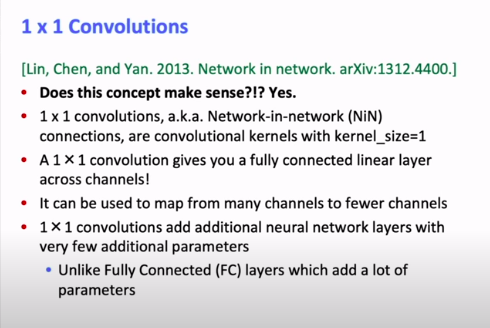 1 x 1 Convolutions
[Lin, Chen, and Yan. 2013. Network in network. arXiv:1312.4400.]
• Does this concept make sense?!? Yes.
• 1 x 1 convolutions, a.k.a. Network-in-network (NiN)
connections, are convolutional kernels with kernel_size=1
• A 1 × 1 convolution gives you a fully connected linear layer
across channels!
• It can be used to map from many channels to fewer channels
• 1 × 1 convolutions add additional neural network layers with
very few additional parameters
• Unlike Fully Connected (FC) layers which add a lot of
parameters